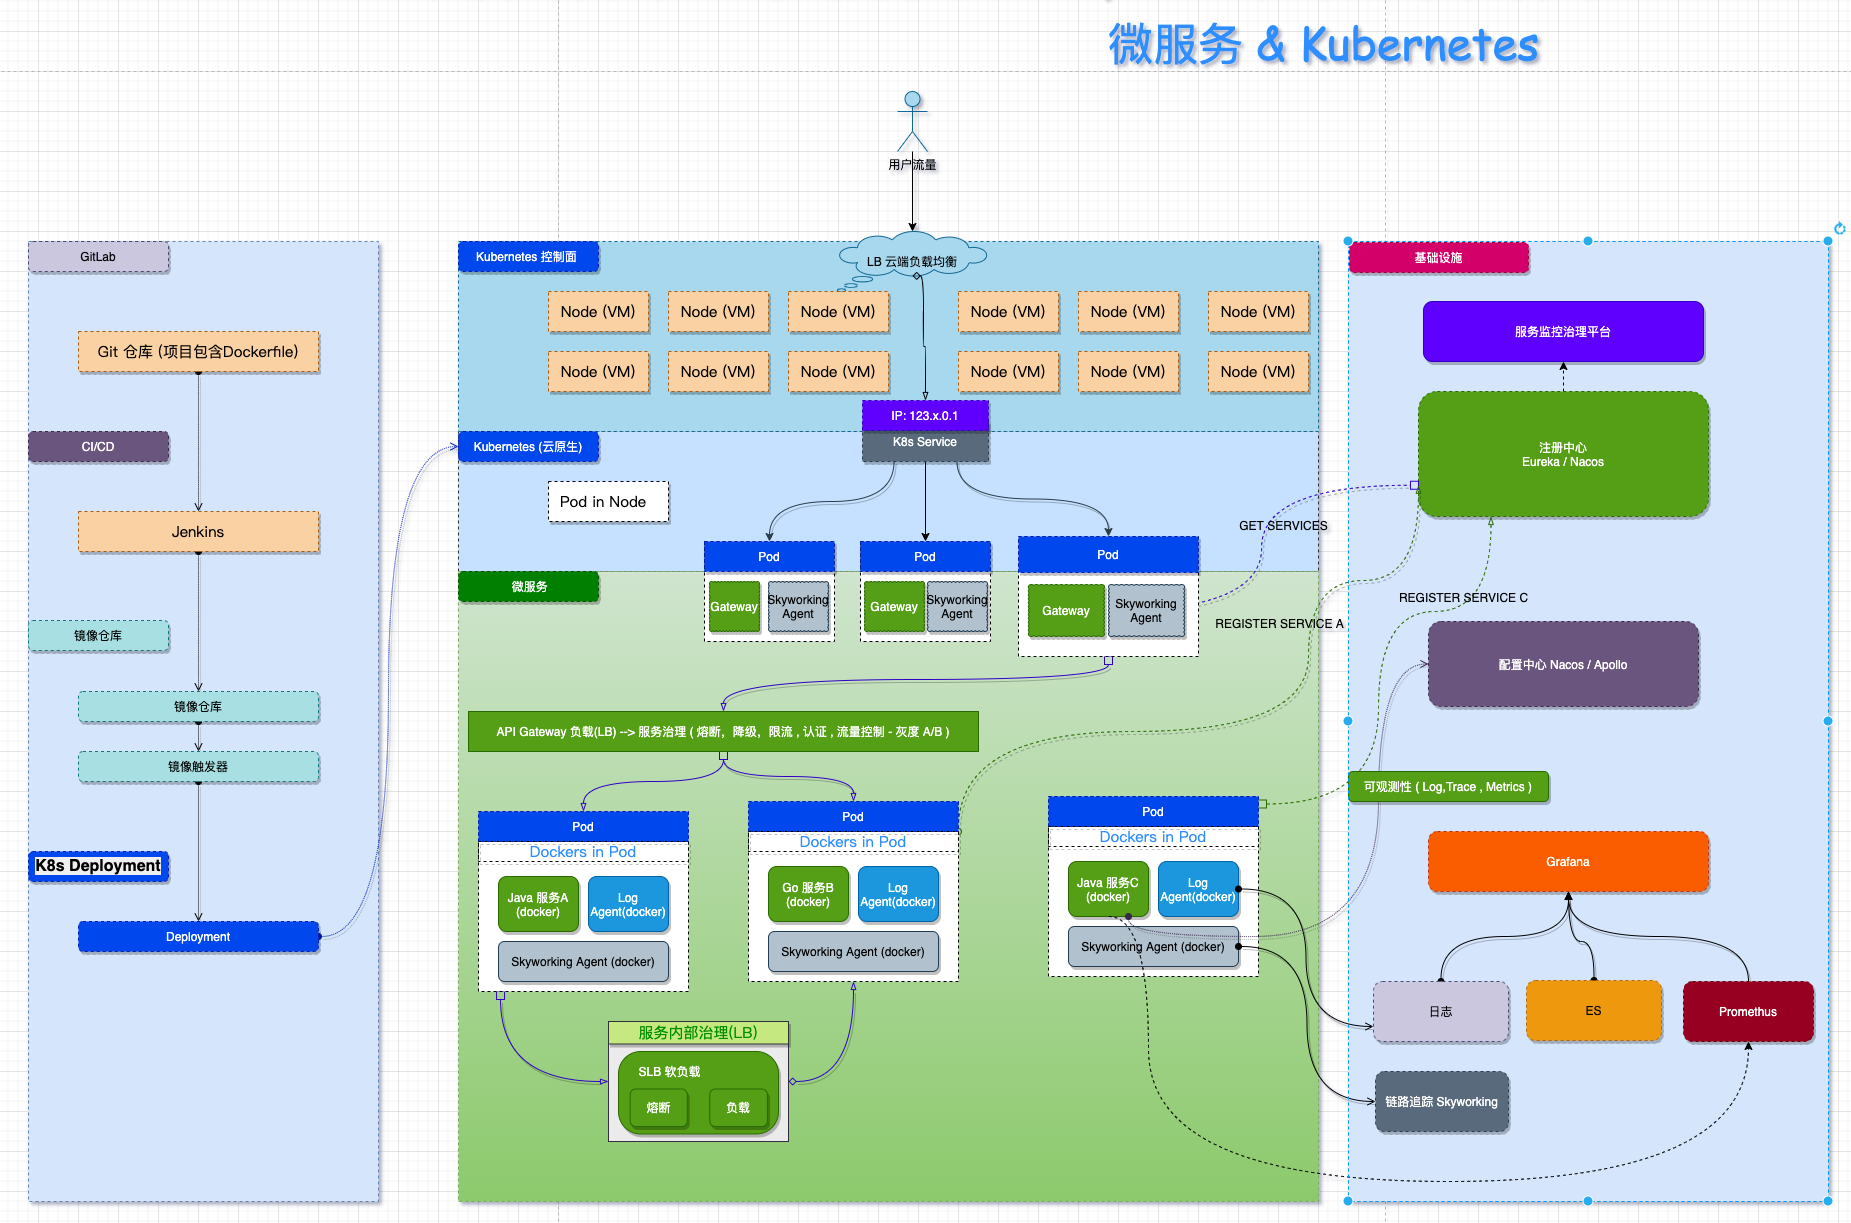 微服务 & Kubernetes
用户流量
GitLab
Git 仓库 (项目包含Dockerfile)
CI/CD
Jenkins
镜像仓库
镜像仓库
镜像触发器
K8s Deployment
Deployment
Kubernetes 控制面
LB 云端负载均衡
Node (VM)
Node (VM)
Node (VM)
Node (VM)
Node (VM)
Node (VM)
Node (VM)
Node (VM)
Node (VM)
Node (VM)
Node (VM)
Node (VM)
IP: 123.x.0.1
Kubernetes (云原生)
K8s Service
Pod in Node
Pod
Pod
Pod
微服务
Gateway
Skyworking
Agent
Gateway
Skyworking
Agent
Gateway
Skyworking
Agent
GET SERVICES
REGISTER SERVICE A
REGISTER SERVICE C
API Gateway 负载(LB) --> 服务治理 ( 熔断，降级，限流 , 认证 , 流量控制 - 灰度 A/B )
Pod
Dockers in Pod
Java 服务A
(docker)
Log
Agent(docker)
Skyworking Agent (docker)
Pod
Dockers in Pod
Go 服务B
(docker)
Log
Agent(docker)
Skyworking Agent (docker)
Pod
Dockers in Pod
Java 服务C
(docker)
Log
Agent(docker)
Skyworking Agent (docker)
服务内部治理(LB)
SLB 软负载
熔断
负载
基础设施
服务监控治理平台
注册中心
Eureka / Nacos
配置中心 Nacos / Apollo
可观测性 ( Log,Trace , Metrics )
Grafana
日志
ES
Promethus
链路追踪 Skyworking